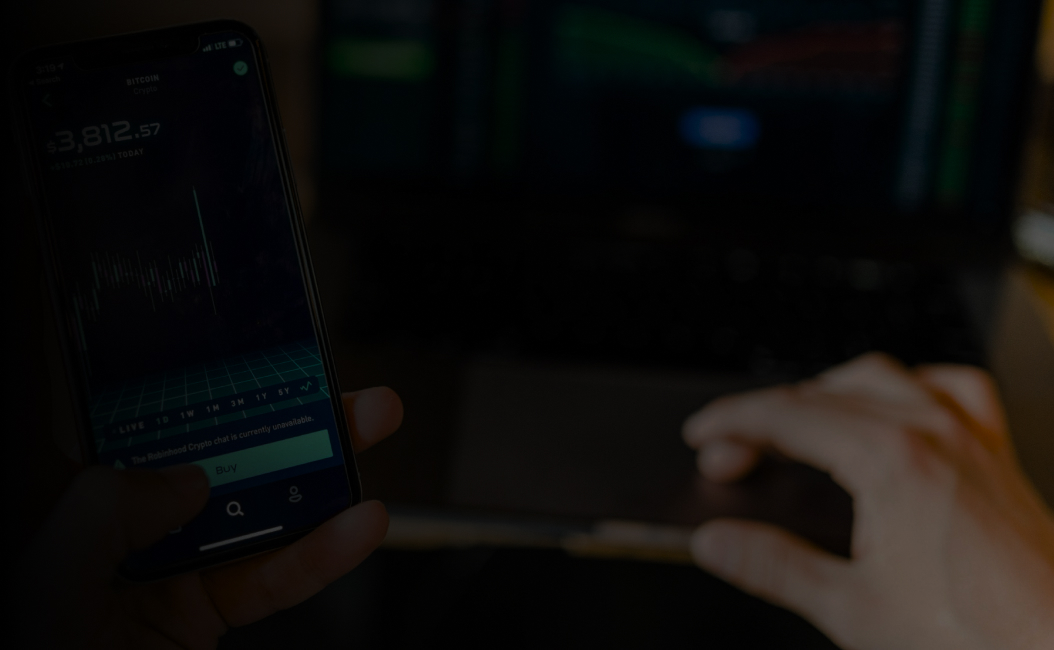 LTE
BITCOIN
Crypto
$3,812.57
TODAY
LIVE 1D 1W 1M 3M 1Y 5Y
The Robinhood Crypto chat is currently unavailable.
Buy